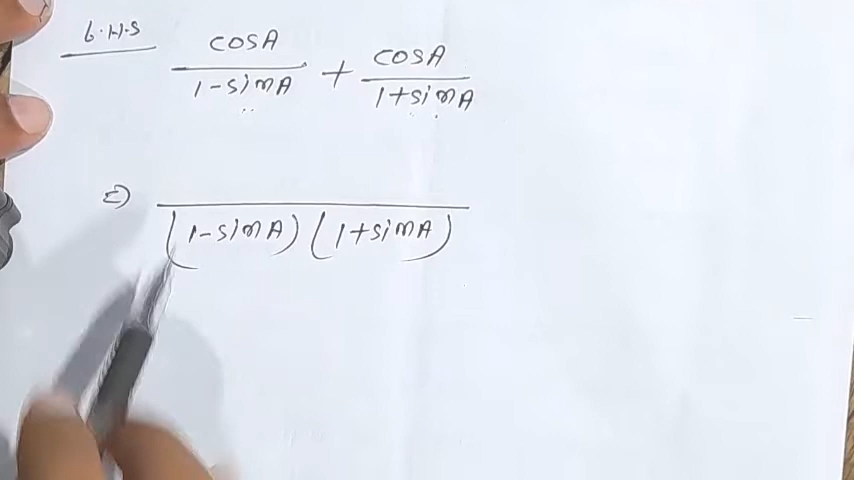 L.H.S
cosA / 1-sinA + cosA / 1+sinA
⇒ / (1-sinA) (1+sinA)